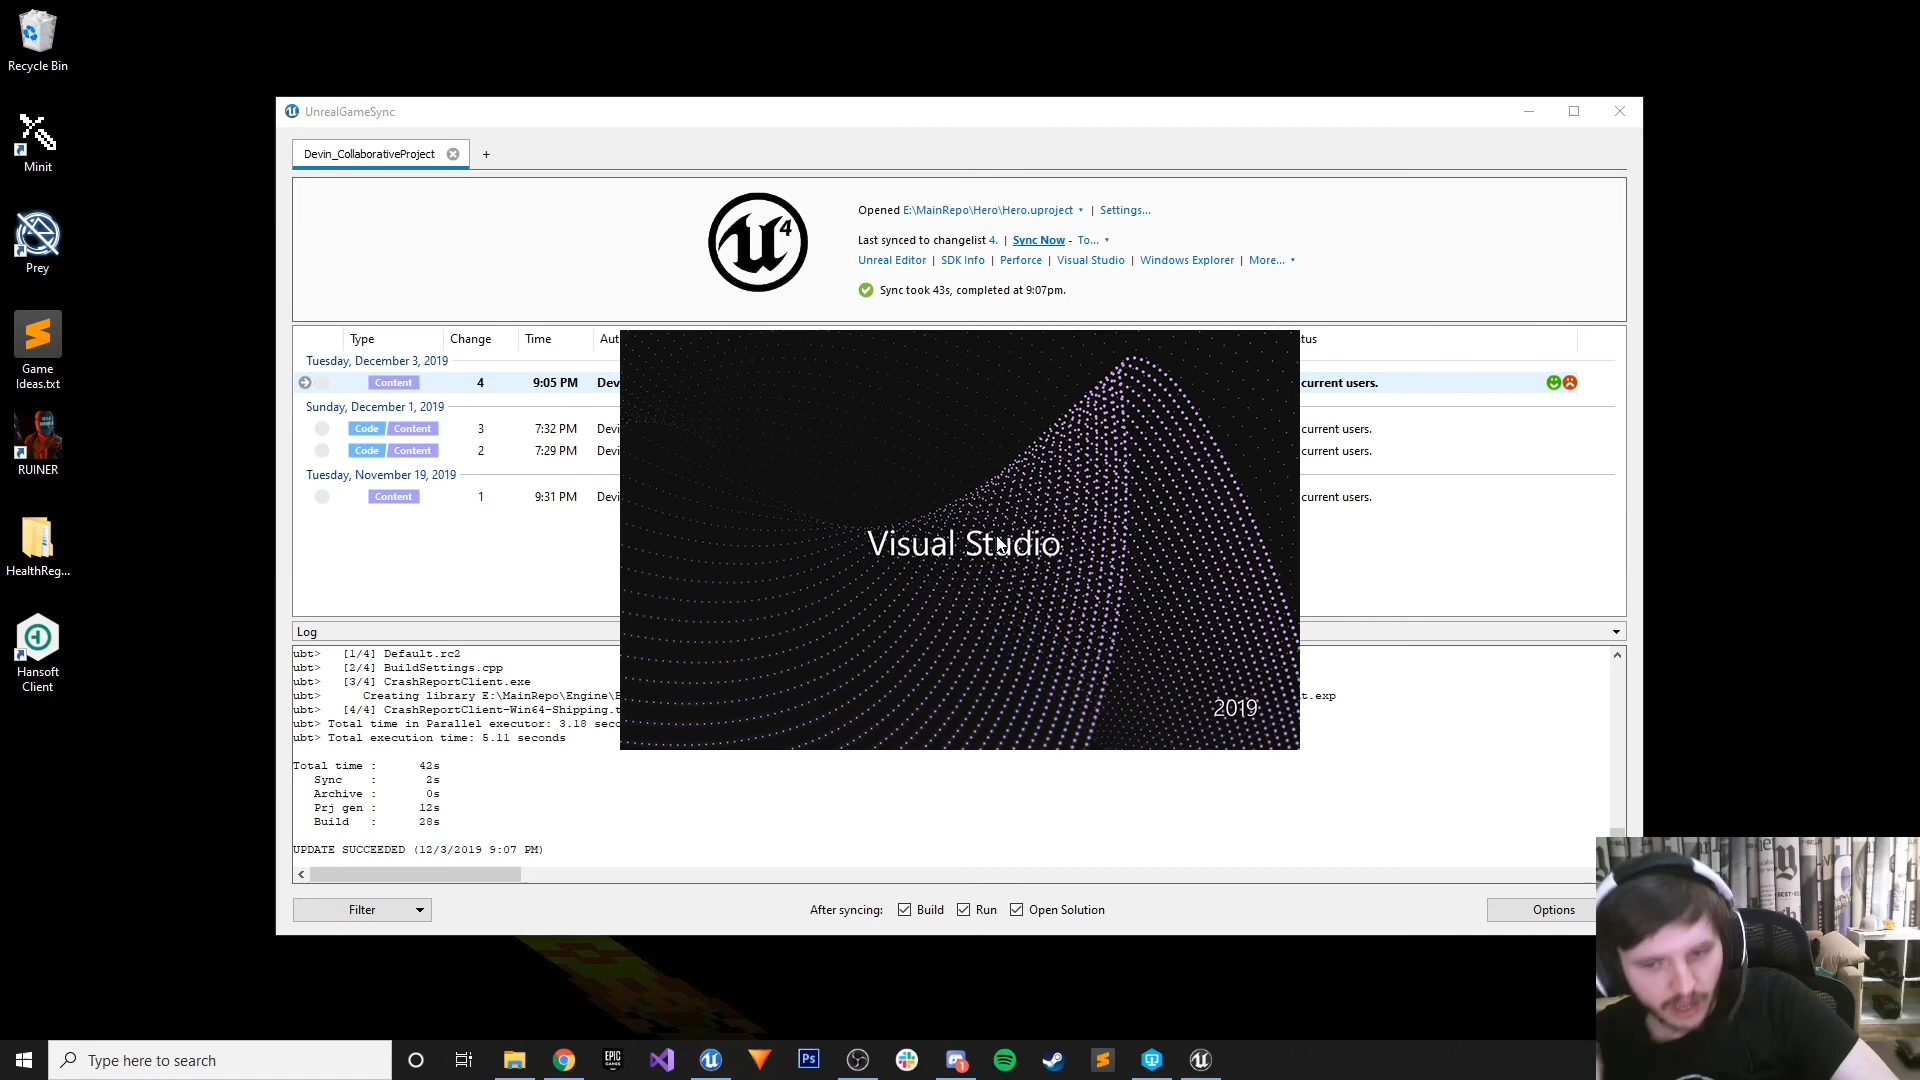 Recycle Bin
Minit
Prey
Game
Ideas.txt
RUINER
HealthReg...
Hansoft
Client
UnrealGameSync
Devin_CollaborativeProject
+
4
Opened E:\MainRepo\Hero\Hero.uproject | Settings...
Last synced to changelist 4. | Sync Now - To...
Unreal Editor | SDK Info | Perforce | Visual Studio | Windows Explorer | More...
Sync took 43s, completed at 9:07pm.
Type Change Time Aut tus
Tuesday, December 3, 2019
Content 4 9:05 PM Dev current users.
Sunday, December 1, 2019
Code Content 3 7:32 PM Devi current users.
Code Content 2 7:29 PM Devi current users.
Tuesday, November 19, 2019
Content 1 9:31 PM Devi current users.
Visual Studio
2019
Log
ubt> [1/4] Default.rc2
ubt> [2/4] BuildSettings.cpp
ubt> [3/4] CrashReportClient.exe
ubt> Creating library E:\MainRepo\Engine\E t.exp
ubt> [4/4] CrashReportClient-Win64-Shipping.t
ubt> Total time in Parallel executor: 3.18 seco
ubt> Total execution time: 5.11 seconds
Total time : 42s
Sync : 2s
Archive : 0s
Prj gen : 12s
Build : 28s
UPDATE SUCCEEDED (12/3/2019 9:07 PM)
Filter
After syncing: Build Run Open Solution
Options
Type here to search
EPIC
GAMES
Ps
1